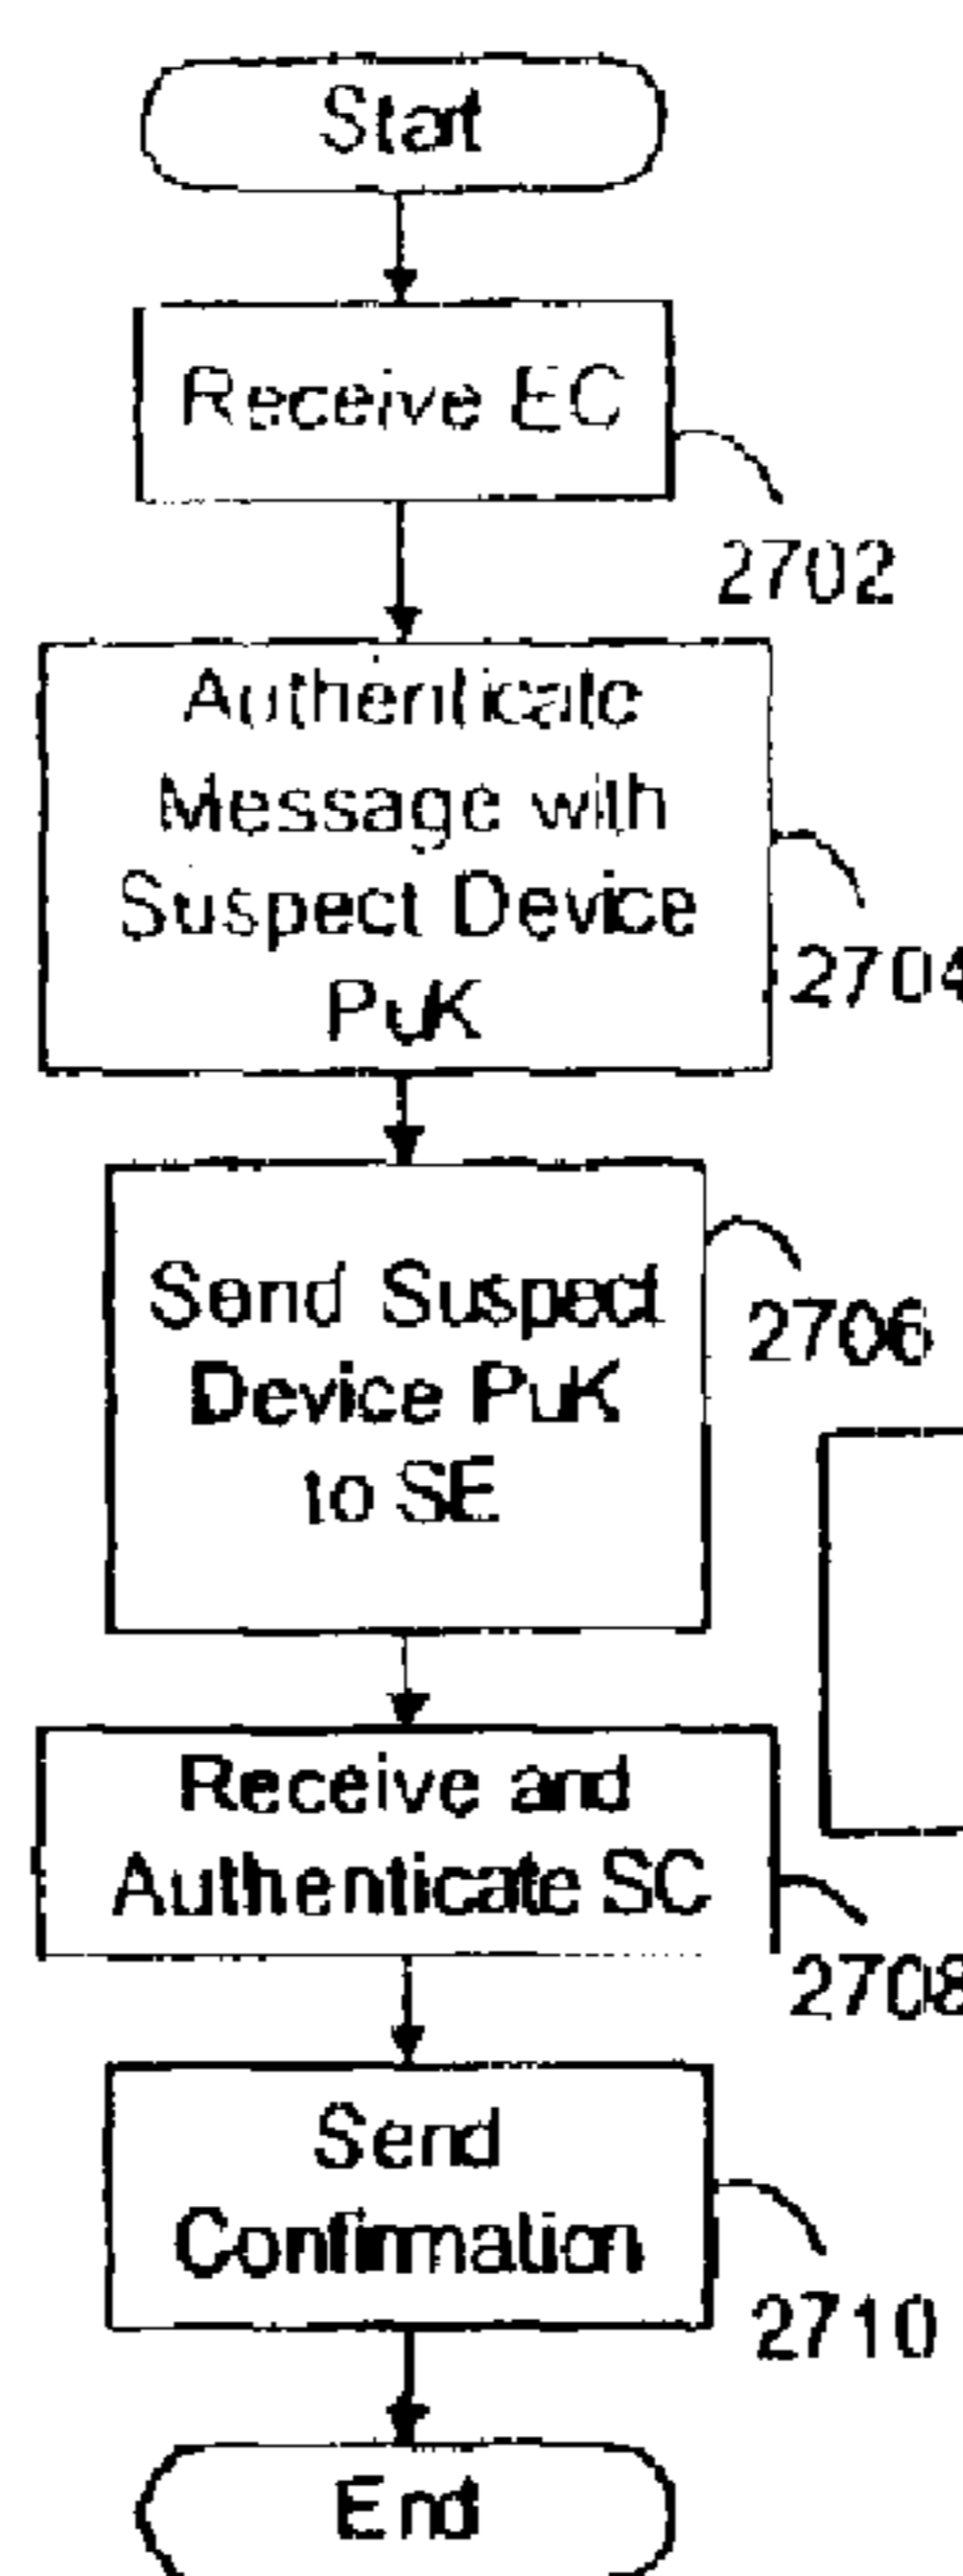 Start
Receive EC
2702
Authenticate
Message with
Suspect Device
PuK
2704
Send Suspect
Device PuK
to SE
2706
Receive and
Authenticate SC
2708
Send
Confirmation
2710
End